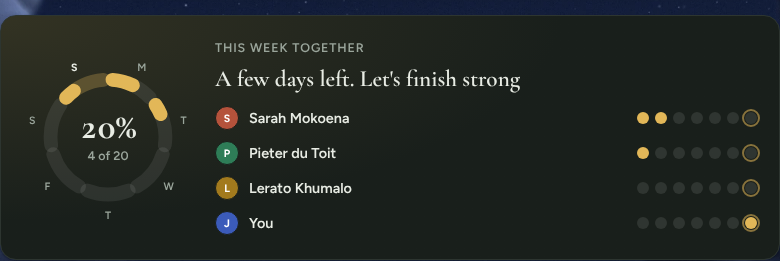 THIS WEEK TOGETHER
A few days left. Let's finish strong
S
M
T
W
T
F
S
20%
4 of 20
S Sarah Mokoena
P Pieter du Toit
L Lerato Khumalo
J You